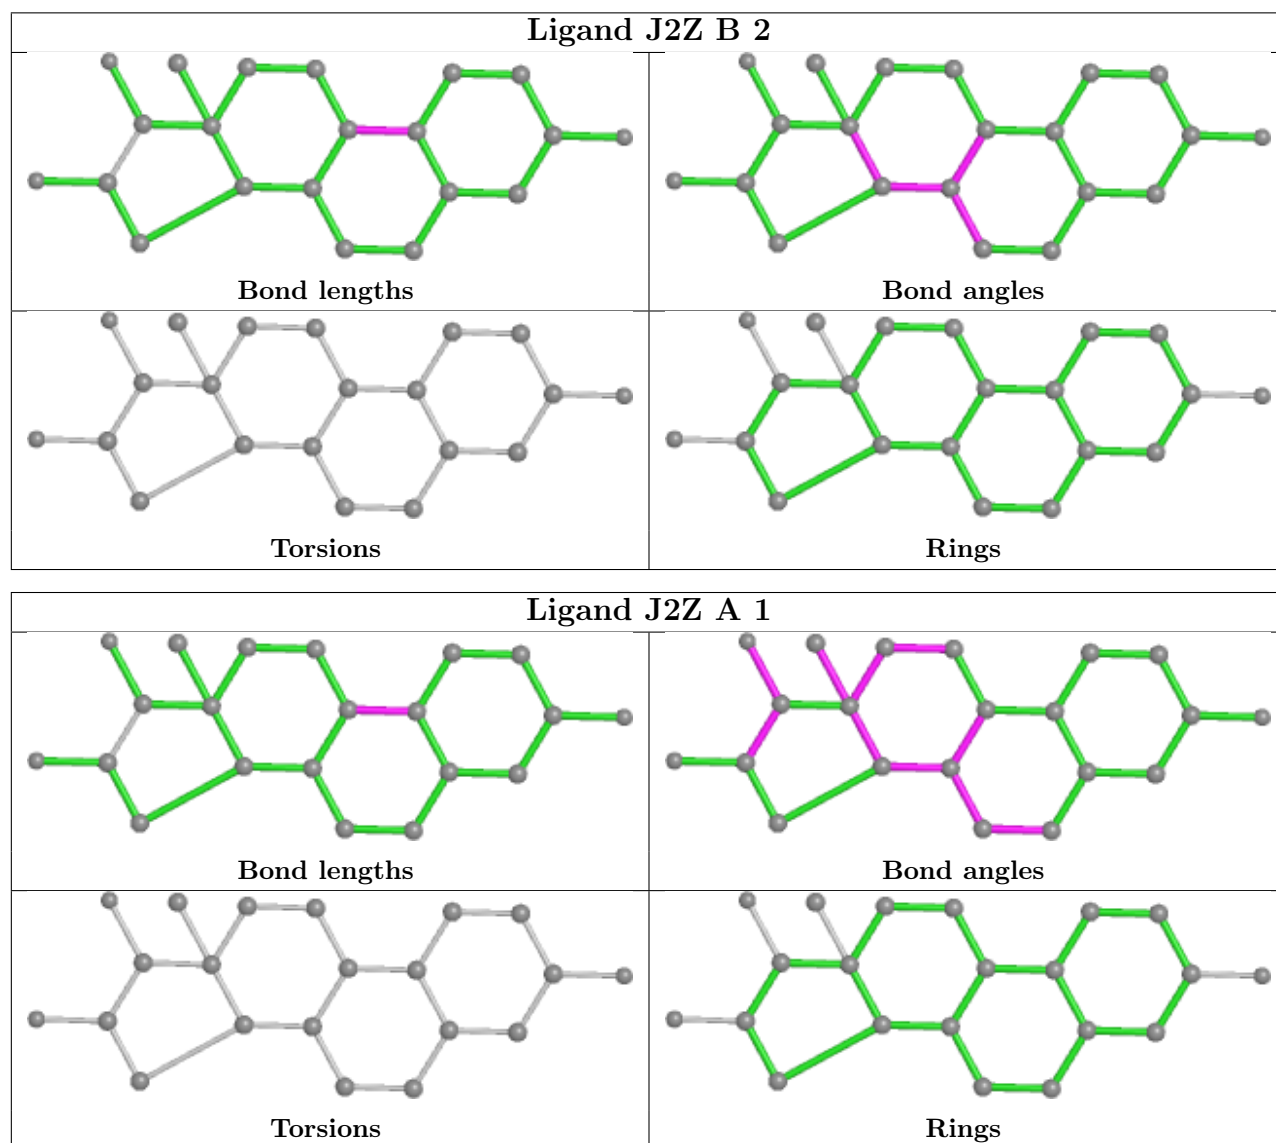 Ligand J2Z B 2
Bond lengths
Bond angles
Torsions
Rings
Ligand J2Z A 1
Bond lengths
Bond angles
Torsions
Rings